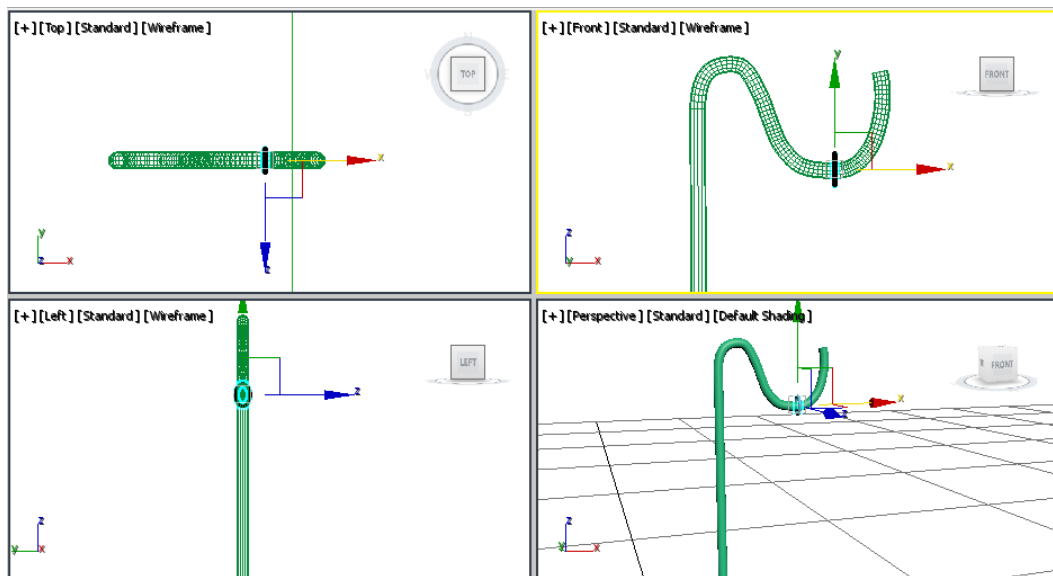 [+] [Top] [Standard] [Wireframe]
N
W
TOP
E
S
x
z
y
z
x
[+] [Front] [Standard] [Wireframe]
y
FRONT
x
z
y
x
[+] [Left] [Standard] [Wireframe]
LEFT
z
z
y
x
[+] [Perspective] [Standard] [Default Shading]
FRONT
x
z
z
y
x